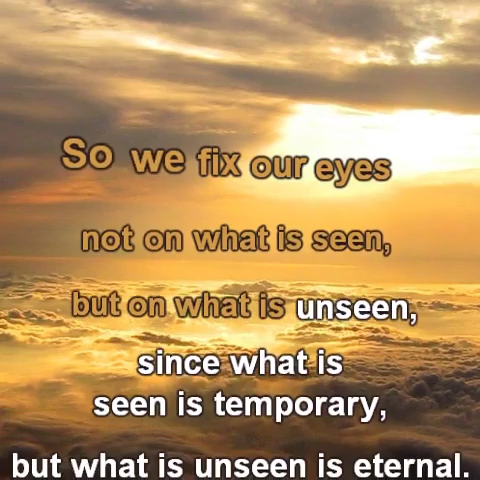 So we fix our eyes
not on what is seen,
but on what is unseen,
since what is
seen is temporary,
but what is unseen is eternal.